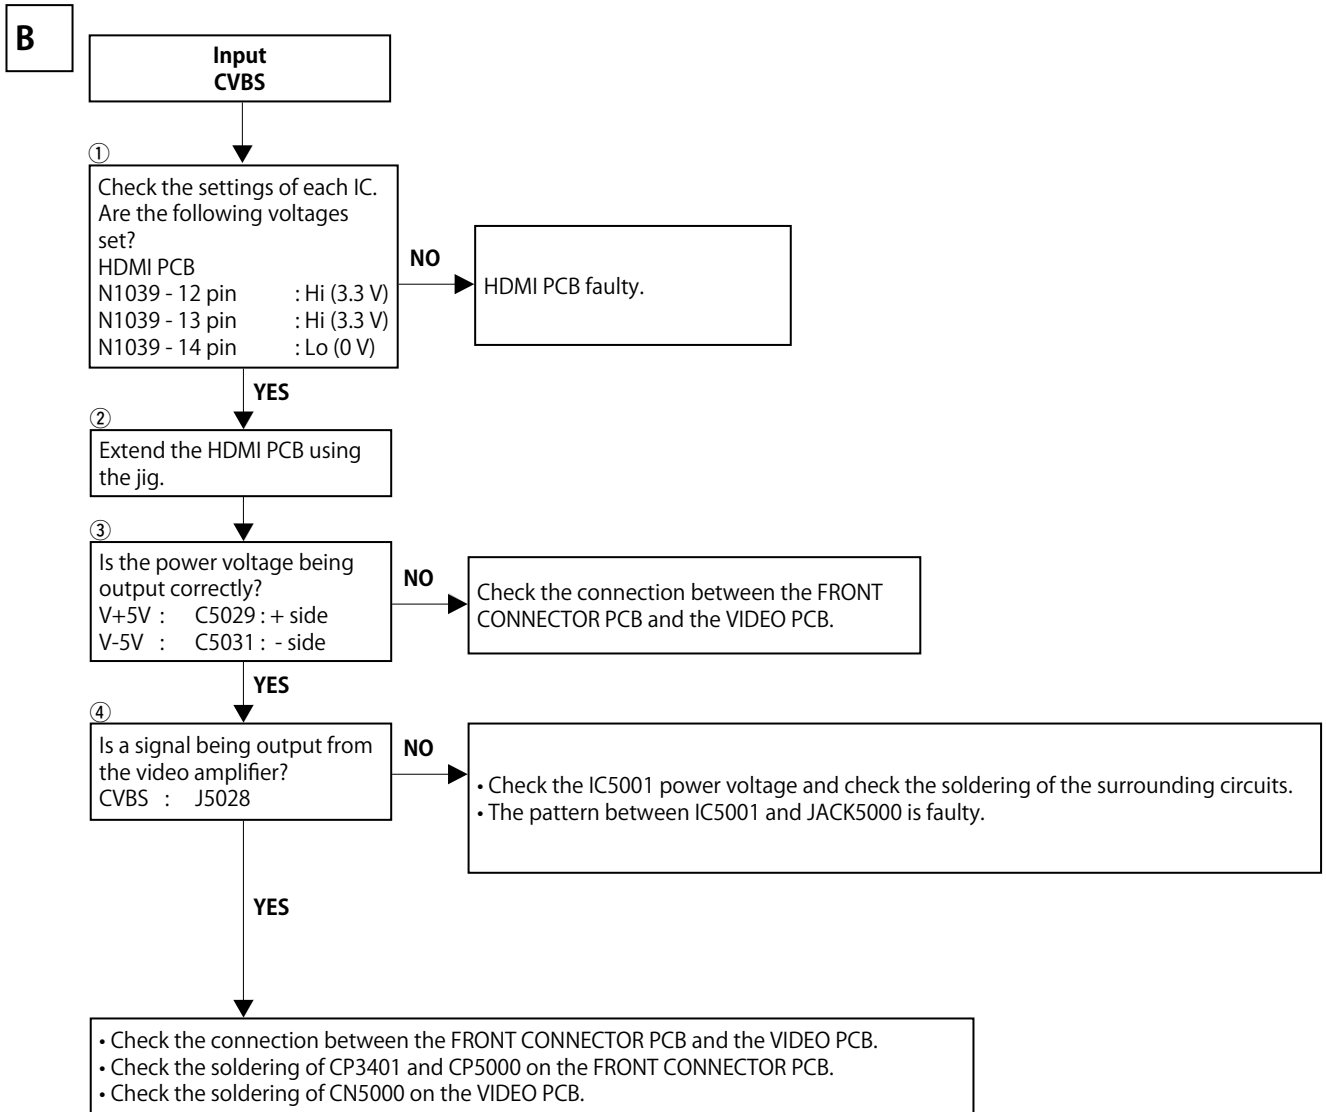 B
Input
CVBS
①
Check the settings of each IC.
Are the following voltages
set?
HDMI PCB
N1039 - 12 pin : Hi (3.3 V)
N1039 - 13 pin : Hi (3.3 V)
N1039 - 14 pin : Lo (0 V)
NO
HDMI PCB faulty.
YES
②
Extend the HDMI PCB using
the jig.
③
Is the power voltage being
output correctly?
V+5V : C5029 : + side
V-5V : C5031 : - side
NO
Check the connection between the FRONT
CONNECTOR PCB and the VIDEO PCB.
YES
④
Is a signal being output from
the video amplifier?
CVBS : J5028
NO
• Check the IC5001 power voltage and check the soldering of the surrounding circuits.
• The pattern between IC5001 and JACK5000 is faulty.
YES
• Check the connection between the FRONT CONNECTOR PCB and the VIDEO PCB.
• Check the soldering of CP3401 and CP5000 on the FRONT CONNECTOR PCB.
• Check the soldering of CN5000 on the VIDEO PCB.